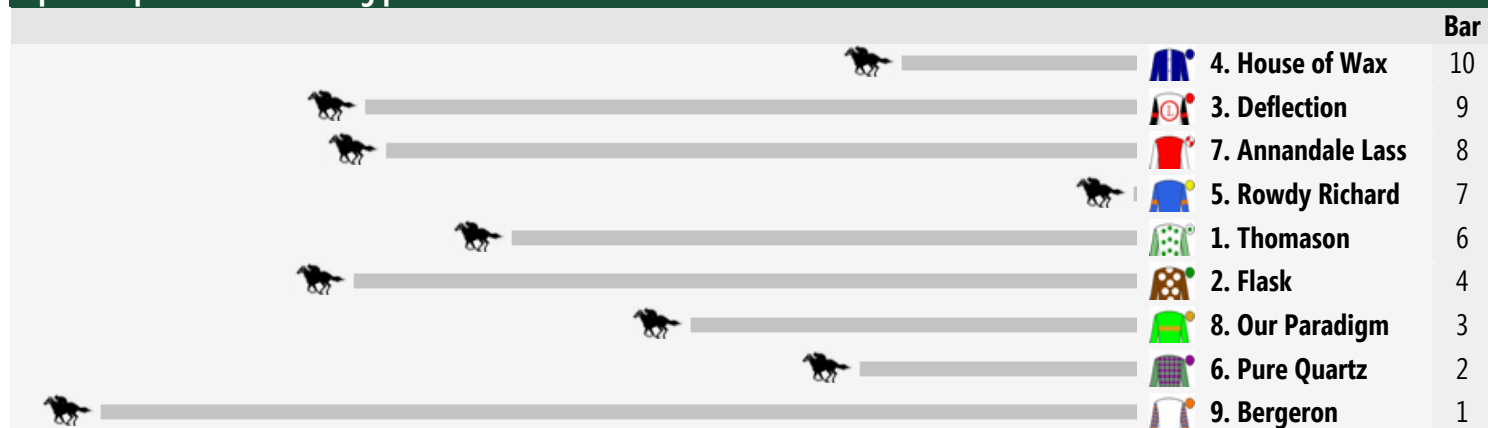 Bar
4. House of Wax 10
3. Deflection 9
7. Annandale Lass 8
5. Rowdy Richard 7
1. Thomason 6
2. Flask 4
8. Our Paradigm 3
6. Pure Quartz 2
9. Bergeron 1